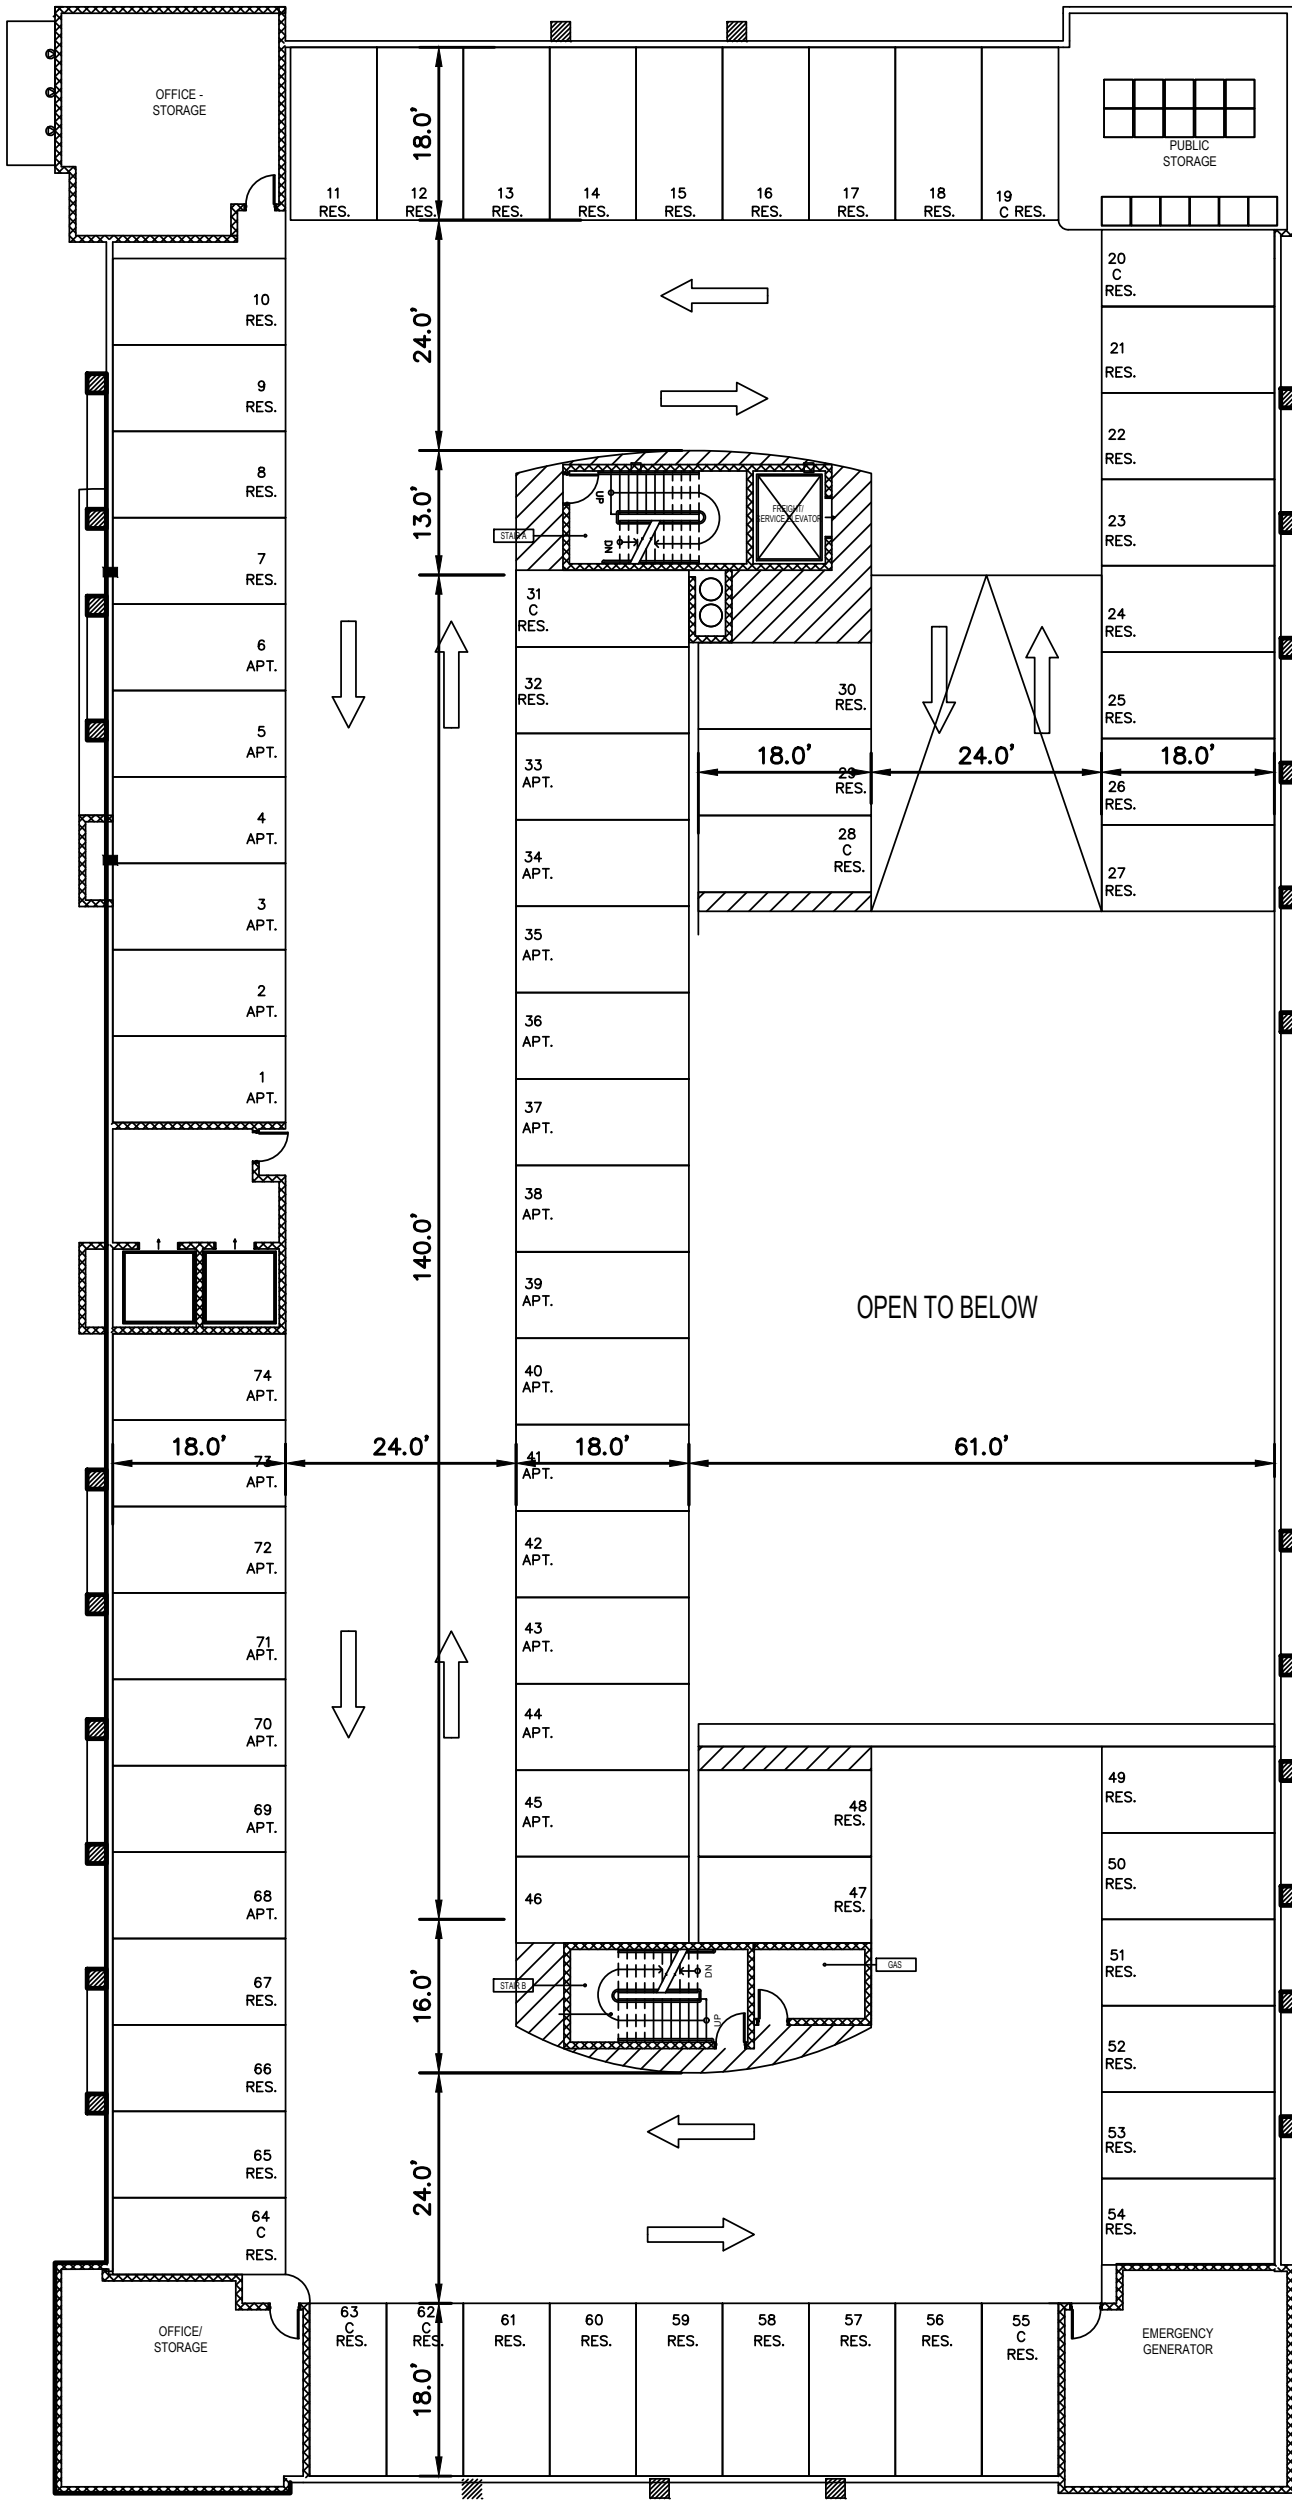 OFFICE -
STORAGE
18.0'
PUBLIC
STORAGE
11
RES.
12
RES.
13
RES.
14
RES.
15
RES.
16
RES.
17
RES.
18
RES.
19
C RES.
20
C
RES.
10
RES.
24.0'
21
RES.
9
RES.
22
RES.
8
RES.
13.0'
UP
DN
STAIR A
FREIGHT/
SERVICE ELEVATOR
23
RES.
7
RES.
31
C
RES.
24
RES.
6
APT.
32
RES.
30
RES.
25
RES.
5
APT.
33
APT.
18.0'
24.0'
18.0'
29
RES.
26
RES.
4
APT.
34
APT.
28
C
RES.
27
RES.
3
APT.
35
APT.
2
APT.
36
APT.
1
APT.
37
APT.
38
APT.
140.0'
39
APT.
OPEN TO BELOW
74
APT.
40
APT.
18.0'
24.0'
18.0'
61.0'
73
APT.
41
APT.
72
APT.
42
APT.
71
APT.
43
APT.
70
APT.
44
APT.
49
RES.
69
APT.
45
APT.
48
RES.
50
RES.
68
APT.
46
47
RES.
51
RES.
67
RES.
16.0'
STAIR B
DN
UP
GAS
52
RES.
66
RES.
53
RES.
65
RES.
24.0'
54
RES.
64
C
RES.
63
C
RES.
62
C
RES.
61
RES.
60
RES.
59
RES.
58
RES.
57
RES.
56
RES.
55
C
RES.
OFFICE/
STORAGE
EMERGENCY
GENERATOR
18.0'